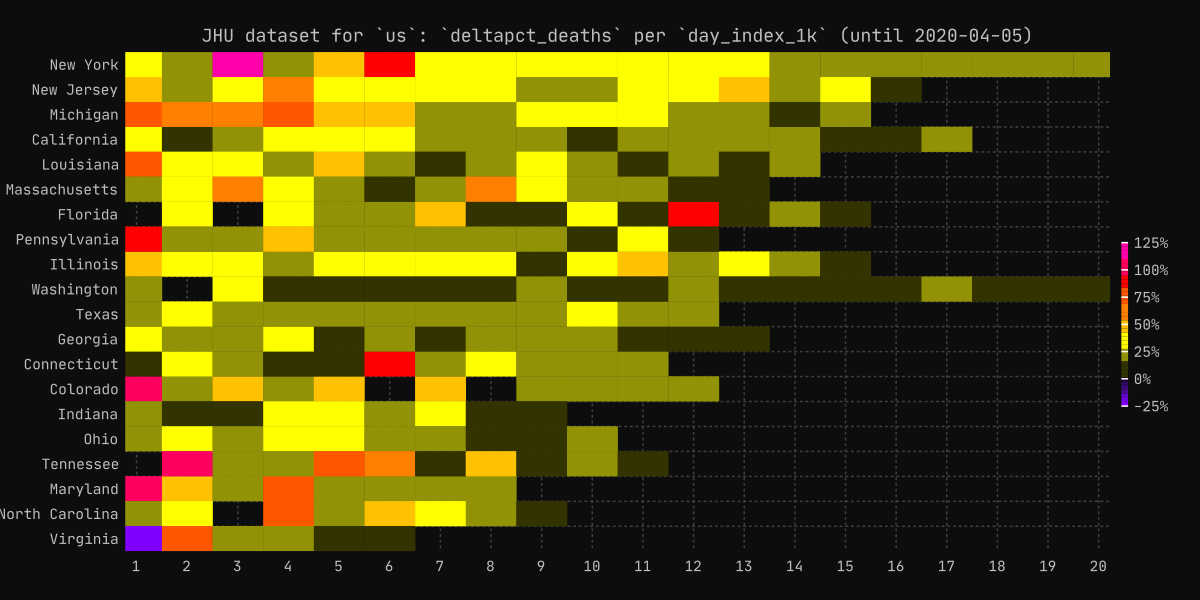 JHU dataset for `us`: `deltapct_deaths` per `day_index_1k` (until 2020-04-05)
New York
New Jersey
Michigan
California
Louisiana
Massachusetts
Florida
Pennsylvania
Illinois
Washington
Texas
Georgia
Connecticut
Colorado
Indiana
Ohio
Tennessee
Maryland
North Carolina
Virginia
1 2 3 4 5 6 7 8 9 10 11 12 13 14 15 16 17 18 19 20
125%
100%
75%
50%
25%
0%
-25%